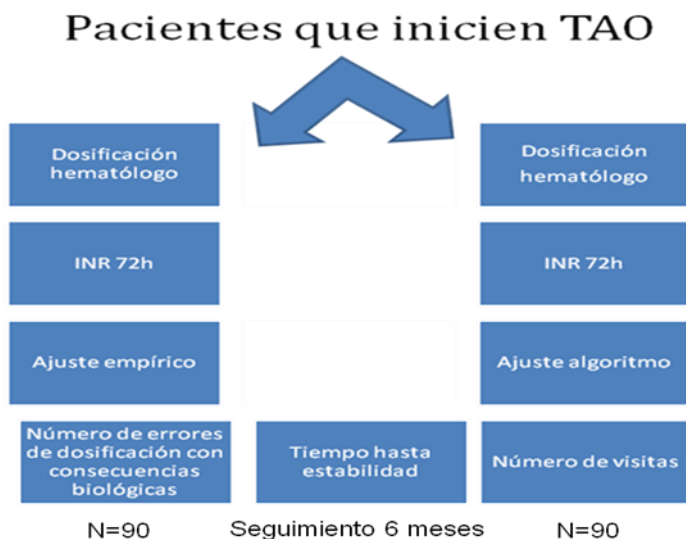 Pacientes que inicien TAO
Dosificación
hematólogo
Dosificación
hematólogo
INR 72h
INR 72h
Ajuste empírico
Ajuste algoritmo
Número de errores
de dosificación con
consecuencias
biológicas
Tiempo hasta
estabilidad
Número de visitas
N=90
Seguimiento 6 meses
N=90